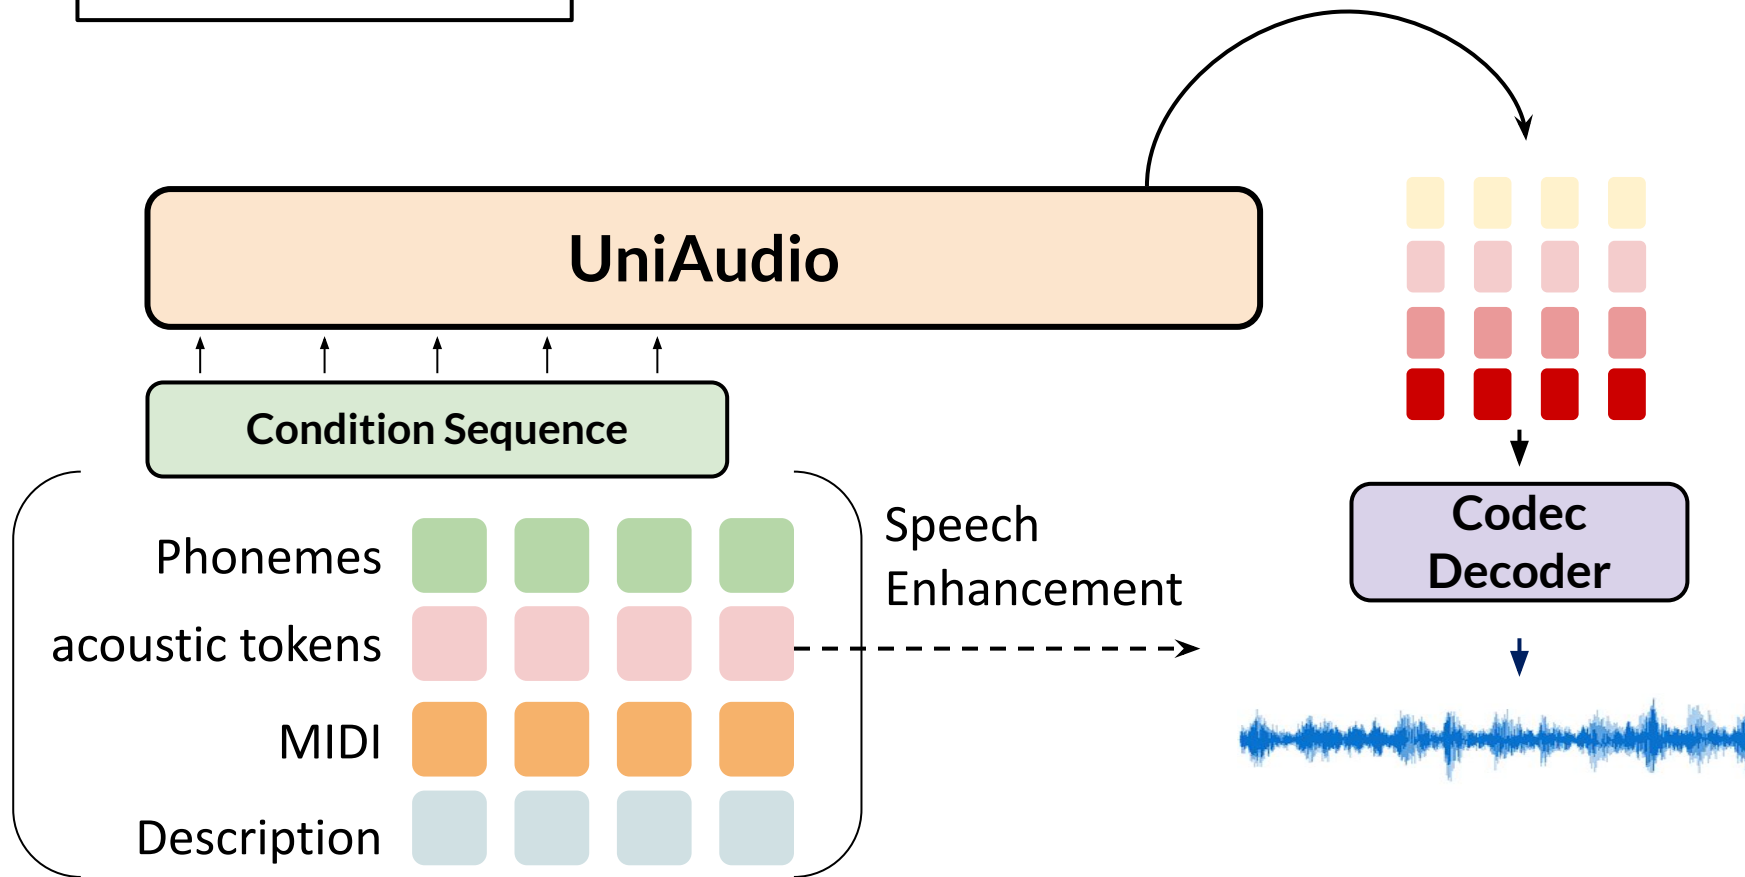 UniAudio
Condition Sequence
Phonemes
acoustic tokens
MIDI
Description
Speech
Enhancement
Codec
Decoder